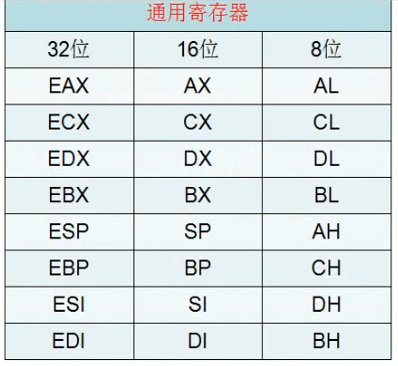 通用寄存器
32位 16位 8位
EAX AX AL
ECX CX CL
EDX DX DL
EBX BX BL
ESP SP AH
EBP BP CH
ESI SI DH
EDI DI BH